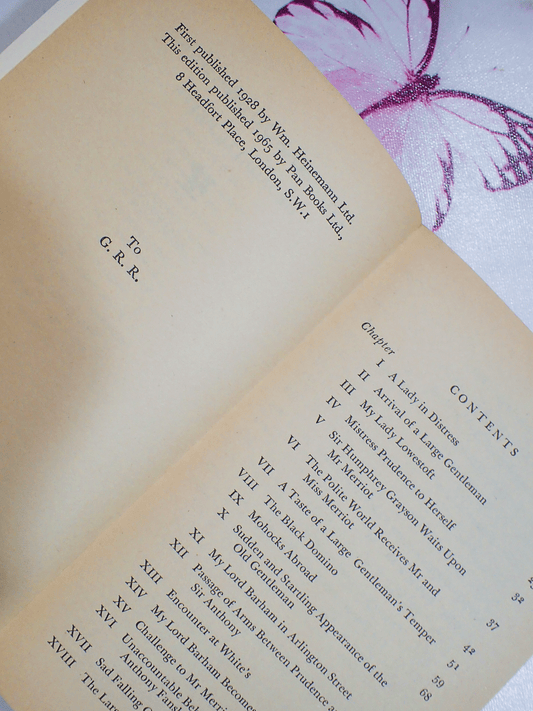 First published 1928 by Wm. Heinemann Ltd.
This edition published 1965 by Pan Books Ltd.,
8 Headfort Place, London, S.W.1
To
G. R. R.
CONTENTS
Chapter
I A Lady in Distress
II Arrival of a Large Gentleman
III My Lady Lowestoft
IV Mistress Prudence to Herself
V Sir Humphrey Grayson Waits Upon
Mr Merriot 32
VI The Polite World Receives Mr and
Miss Merriot 37
VII A Taste of a Large Gentleman's Temper 42
VIII The Black Domino 51
IX Mohocks Abroad 59
X Sudden and Startling Appearance of the
Old Gentleman 68
XI My Lord Barham in Arlington Street
XII Passage of Arms Between Prudence
Sir Anthony
XIII Encounter at White's
XIV My Lord Barham Becomes
XV Challenge to Mr
XVI Unaccountable
Anthony
XVII Sad Falling
XVIII The